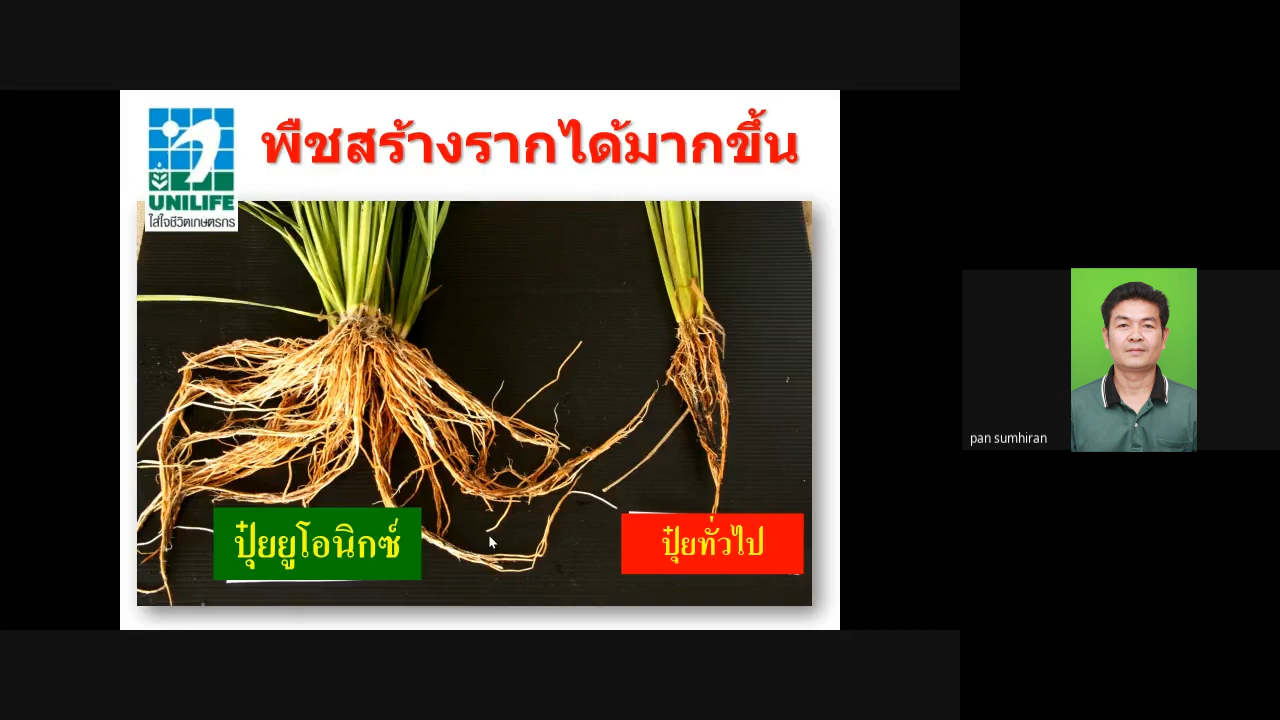 พืชสร้างรากได้มากขึ้น
UNILIFE
ใส่ใจชีวิตเกษตรกร
ปุ๋ยยูโอนิกซ์
ปุ๋ยทั่วไป
pan sumhiran